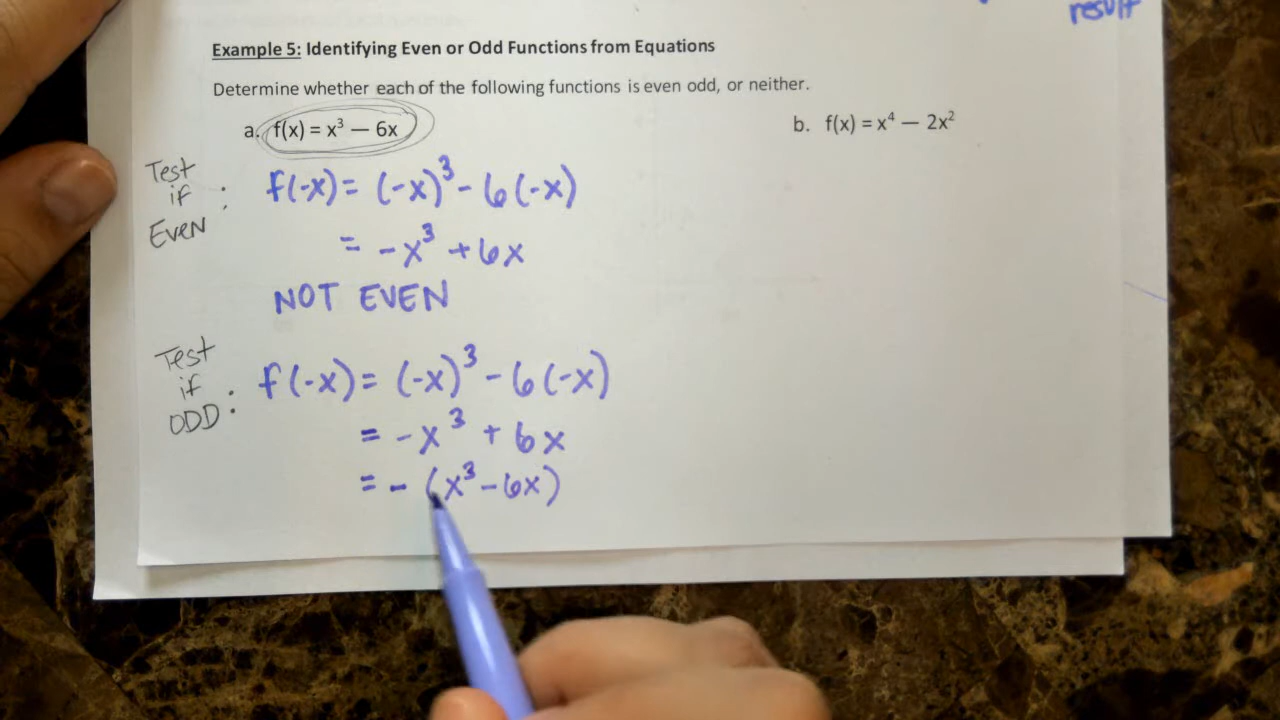 result
Example 5: Identifying Even or Odd Functions from Equations
Determine whether each of the following functions is even odd, or neither.
a. f(x) = x³ — 6x
b. f(x) = x⁴ — 2x²
Test
if
Even :
f(-x) = (-x)³ - 6(-x)
= -x³ + 6x
NOT EVEN
Test
if
ODD :
f(-x) = (-x)³ - 6(-x)
= -x³ + 6x
= - (x³ - 6x)